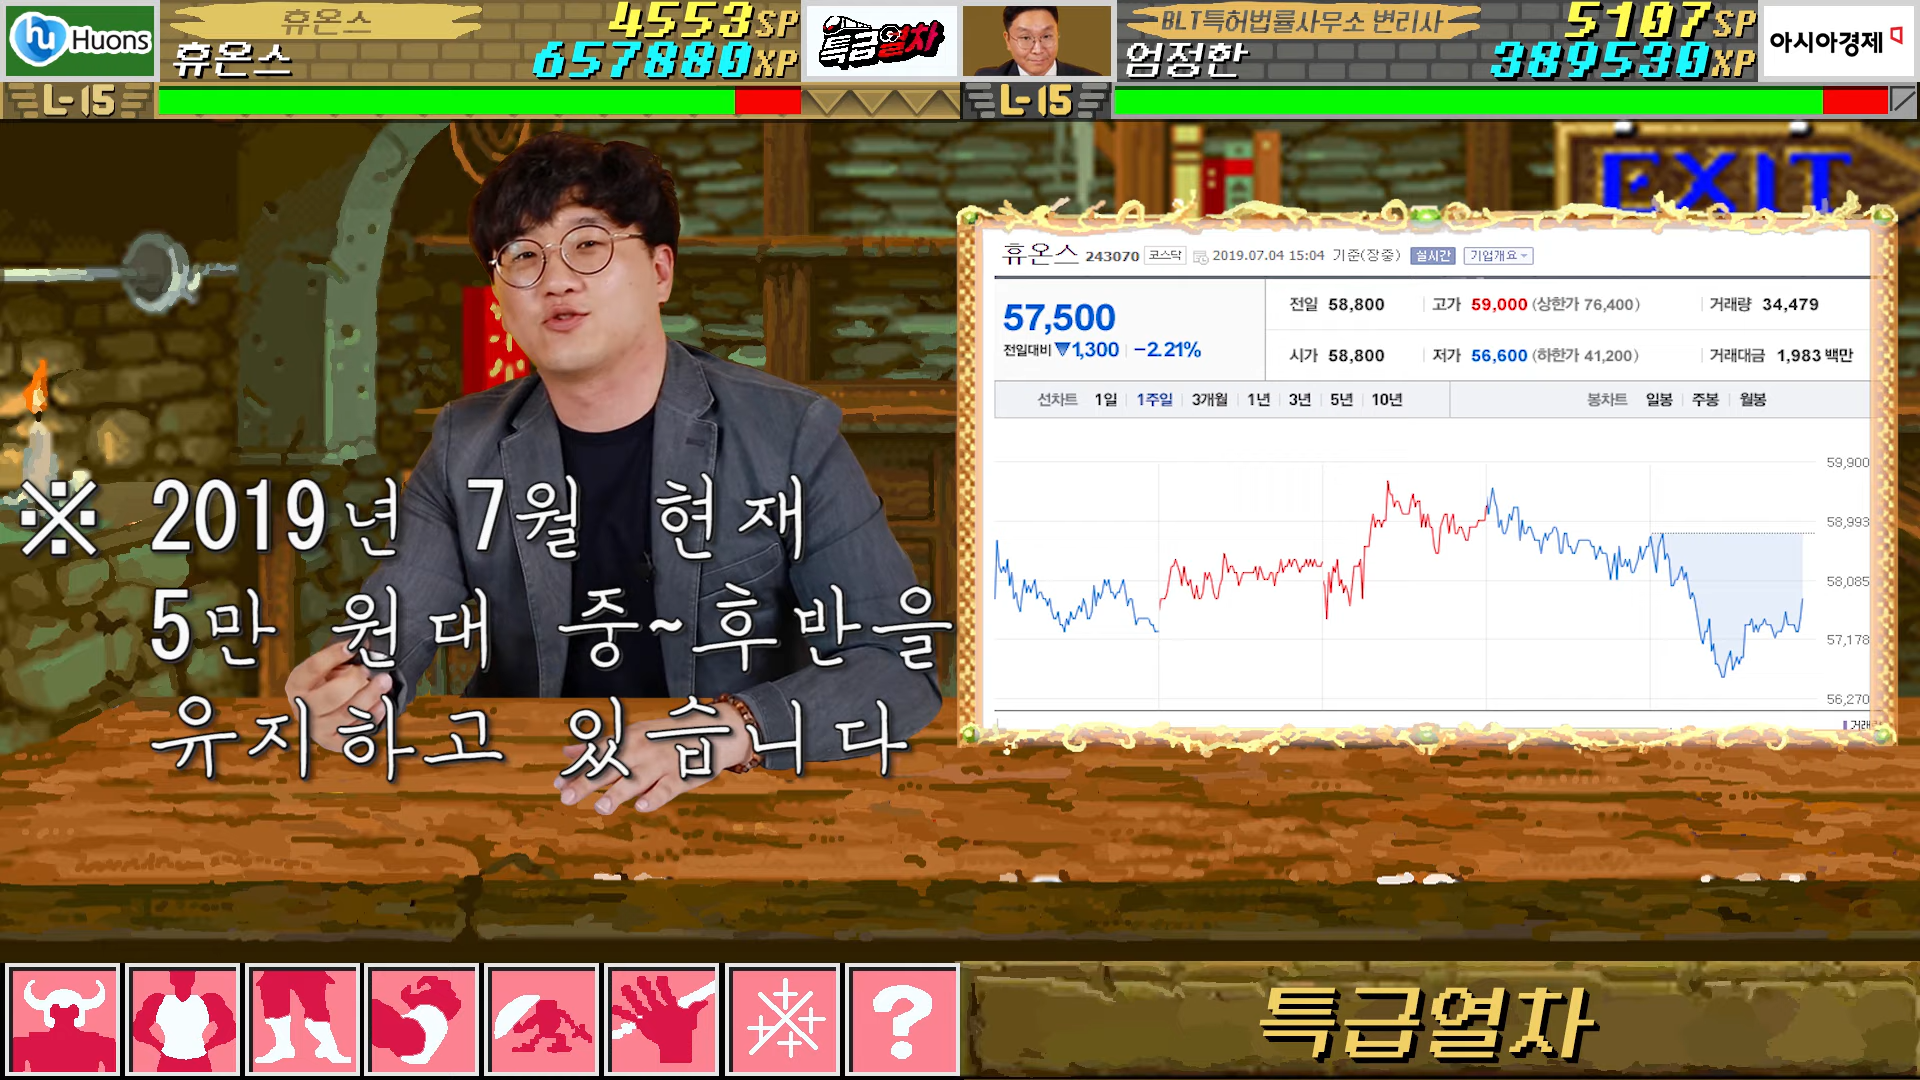 hu Huons
휴온스
휴온스
4553SP
657880XP
L-15
특급열차
BLT특허법률사무소 변리사
엄정한
5107SP
389530XP
L-15
아시아경제
EXIT
휴온스 243070 코스닥 2019.07.04 15:04 기준(장중) 실시간 기업개요
57,500
전일대비 ▼1,300 -2.21%
전일 58,800 고가 59,000 (상한가 76,400) 거래량 34,479
시가 58,800 저가 56,600 (하한가 41,200) 거래대금 1,983 백만
선차트 1일 1주일 3개월 1년 3년 5년 10년 봉차트 일봉 주봉 월봉
59,900
58,993
58,085
57,178
56,270
거래
※ 2019년 7월 현재
5만 원대 중~후반을
유지하고 있습니다
?
특급열차